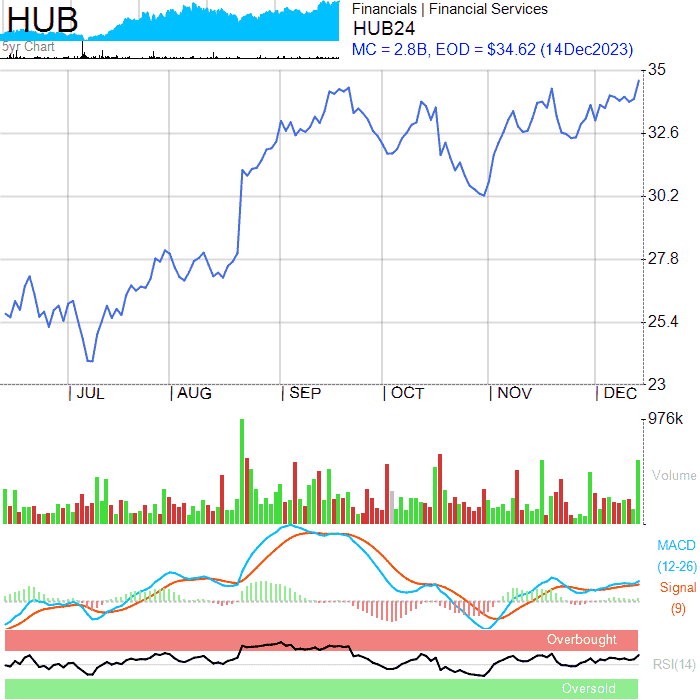 HUB
5yr Chart
Financials | Financial Services
HUB24
MC = 2.8B, EOD = $34.62 (14Dec2023)
35
32.6
30.2
27.8
25.4
23
JUL AUG SEP OCT NOV DEC
976k
Volume
MACD
(12-26)
Signal
(9)
Overbought
RSI(14)
Oversold